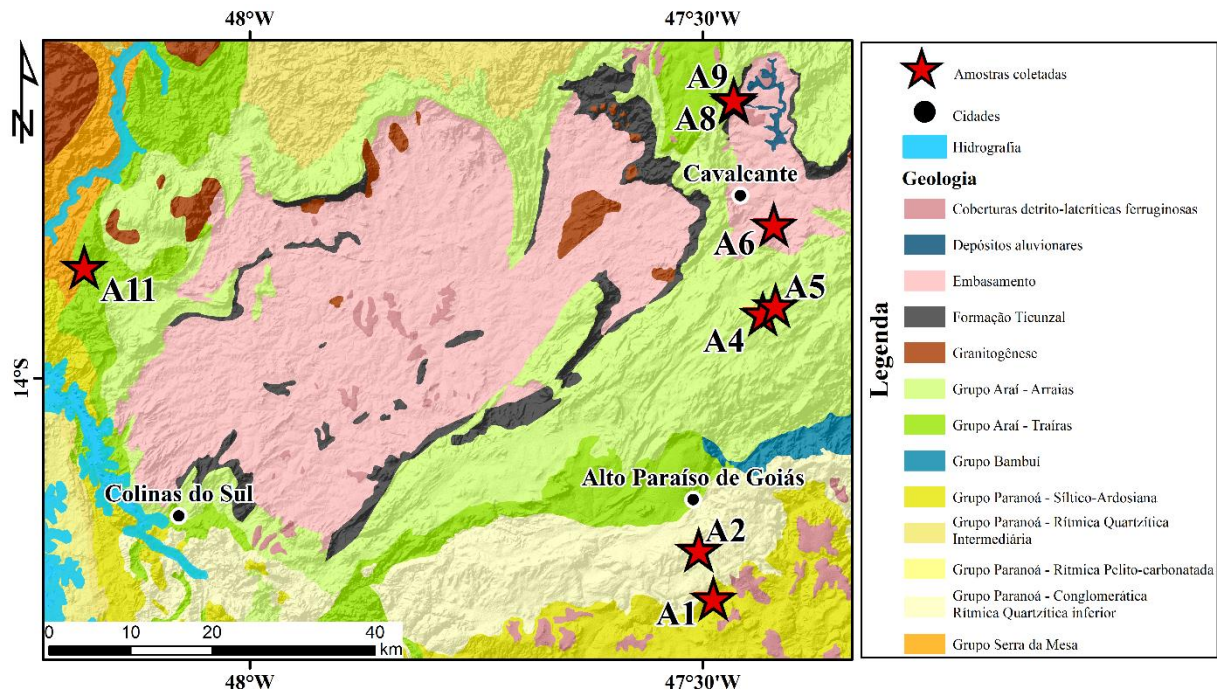 48°W
47°30'W
N
A9
A8
Cavalcante
A6
A11
A5
A4
14°S
Alto Paraíso de Goiás
Colinas do Sul
A2
A1
0
10
20
40
km
48°W
47°30'W
Legenda
Amostras coletadas
Cidades
Hidrografia
Geologia
Coberturas detrito-lateríticas ferruginosas
Depósitos aluvionares
Embasamento
Formação Ticunzal
Granitogênese
Grupo Araí - Arraias
Grupo Araí - Traíras
Grupo Bambuí
Grupo Paranoá - Síltico-Ardosiana
Grupo Paranoá - Rítmica Quartzítica
Intermediária
Grupo Paranoá - Rítmica Pelito-carbonatada
Grupo Paranoá - Conglomerática
Rítmica Quartzítica inferior
Grupo Serra da Mesa